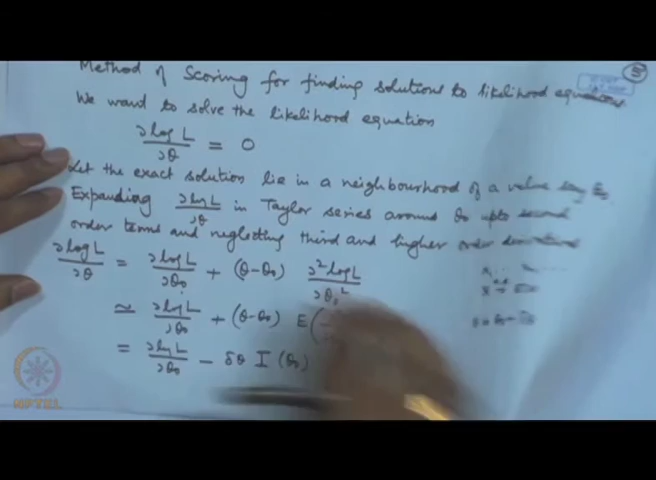 5
Method of Scoring for finding solutions to likelihood equations
We want to solve the likelihood equation
∂ log L / ∂θ = 0
Let the exact solution lie in a neighbourhood of a value say θ₀
Expanding ∂ log L / ∂θ in Taylor series around θ₀ upto second
order terms and neglecting third and higher order
∂ log L / ∂θ = ∂ log L / ∂θ₀ + (θ-θ₀) ∂² log L / ∂θ₀²
≃ ∂ log L / ∂θ₀ + (θ-θ₀) E(
= ∂ log L / ∂θ₀ - δθ I (θ₀)
NPTEL